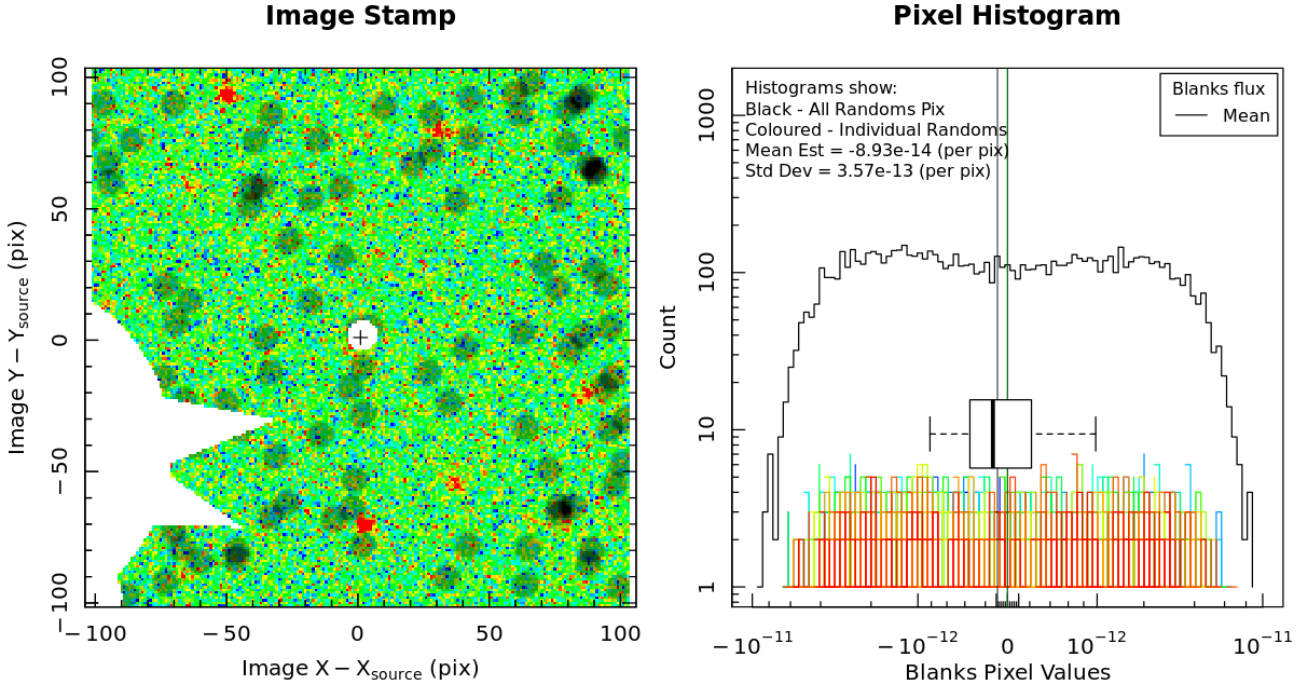 Image Stamp
Pixel Histogram
Image Y − Y_source (pix)
−100
−50
0
50
100
−100
−50
0
50
100
Image X − X_source (pix)
Histograms show:
Black - All Randoms Pix
Coloured - Individual Randoms
Mean Est = -8.93e-14 (per pix)
Std Dev = 3.57e-13 (per pix)
Blanks flux
Mean
Count
1000
100
10
1
−10^−11
−10^−12
0
10^−12
10^−11
Blanks Pixel Values